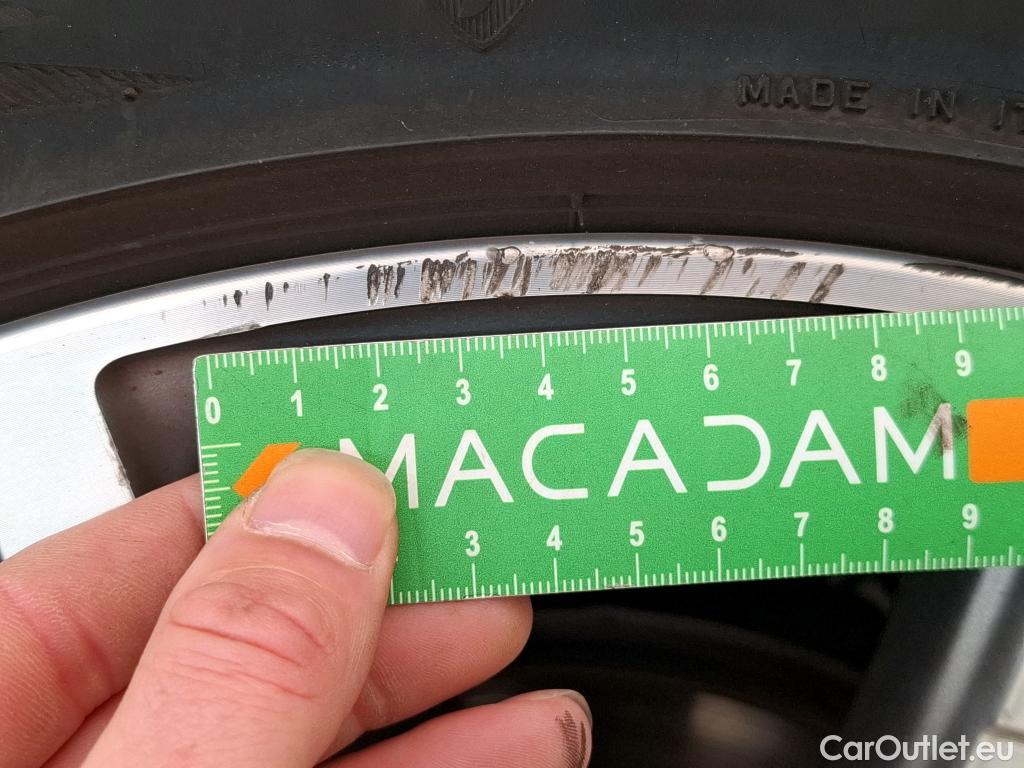 MADE IN IT
0 1 2 3 4 5 6 7 8 9
MACADAM
3 4 5 6 7 8 9
CarOutlet.eu